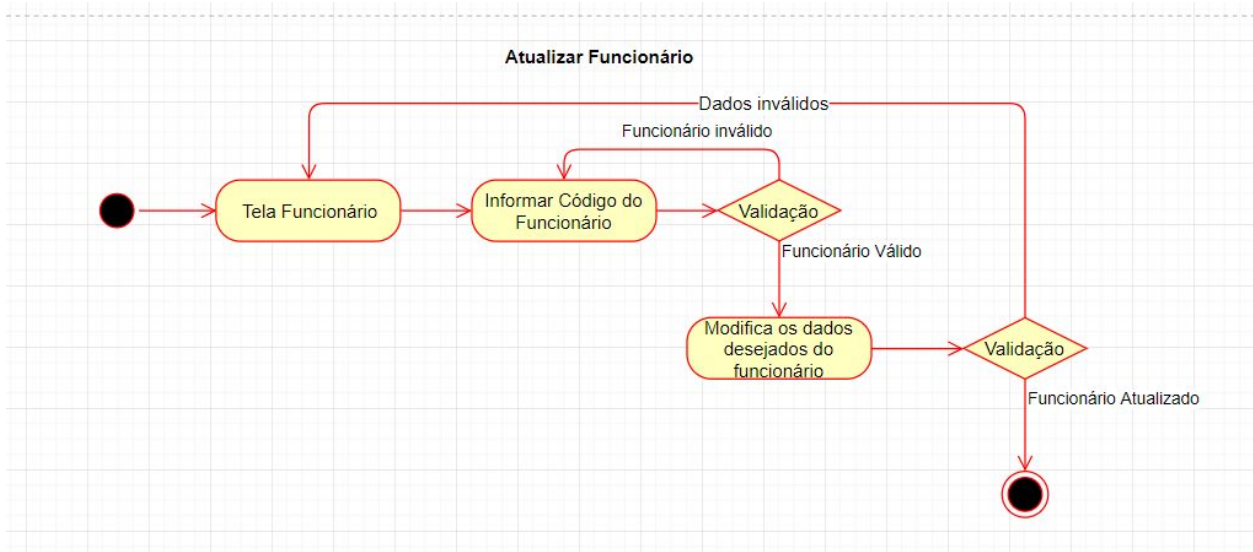 Atualizar Funcionário
Dados inválidos
Funcionário inválido
Tela Funcionário
Informar Código do
Funcionário
Validação
Funcionário Válido
Modifica os dados
desejados do
funcionário
Validação
Funcionário Atualizado